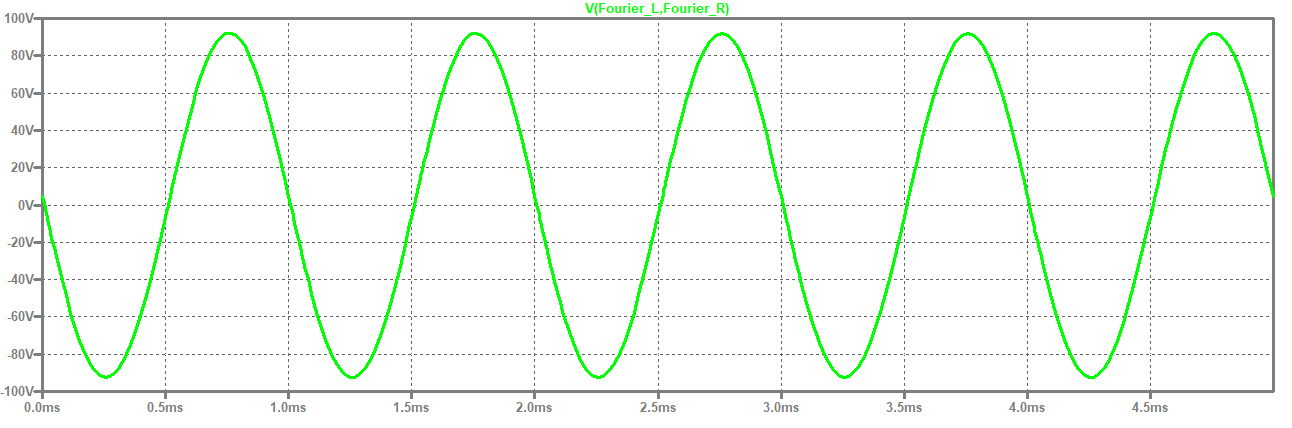 V(Fourier_L,Fourier_R)
100V
80V
60V
40V
20V
0V
-20V
-40V
-60V
-80V
-100V
0.0ms 0.5ms 1.0ms 1.5ms 2.0ms 2.5ms 3.0ms 3.5ms 4.0ms 4.5ms